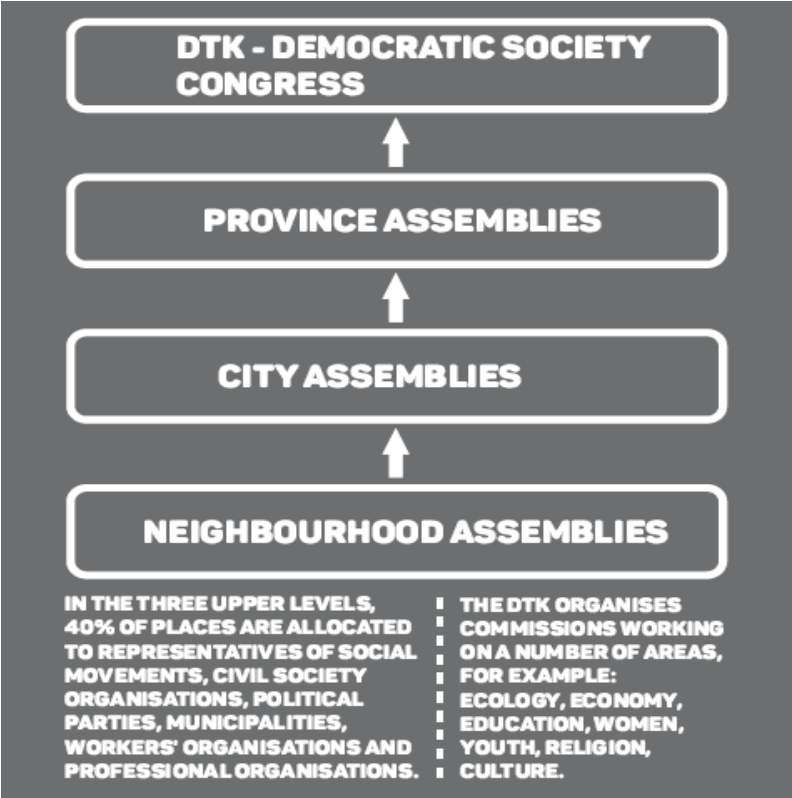 DTK - DEMOCRATIC SOCIETY
CONGRESS
PROVINCE ASSEMBLIES
CITY ASSEMBLIES
NEIGHBOURHOOD ASSEMBLIES
IN THE THREE UPPER LEVELS,
40% OF PLACES ARE ALLOCATED
TO REPRESENTATIVES OF SOCIAL
MOVEMENTS, CIVIL SOCIETY
ORGANISATIONS, POLITICAL
PARTIES, MUNICIPALITIES,
WORKERS' ORGANISATIONS AND
PROFESSIONAL ORGANISATIONS.
THE DTK ORGANISES
COMMISSIONS WORKING
ON A NUMBER OF AREAS,
FOR EXAMPLE:
ECOLOGY, ECONOMY,
EDUCATION, WOMEN,
YOUTH, RELIGION,
CULTURE.